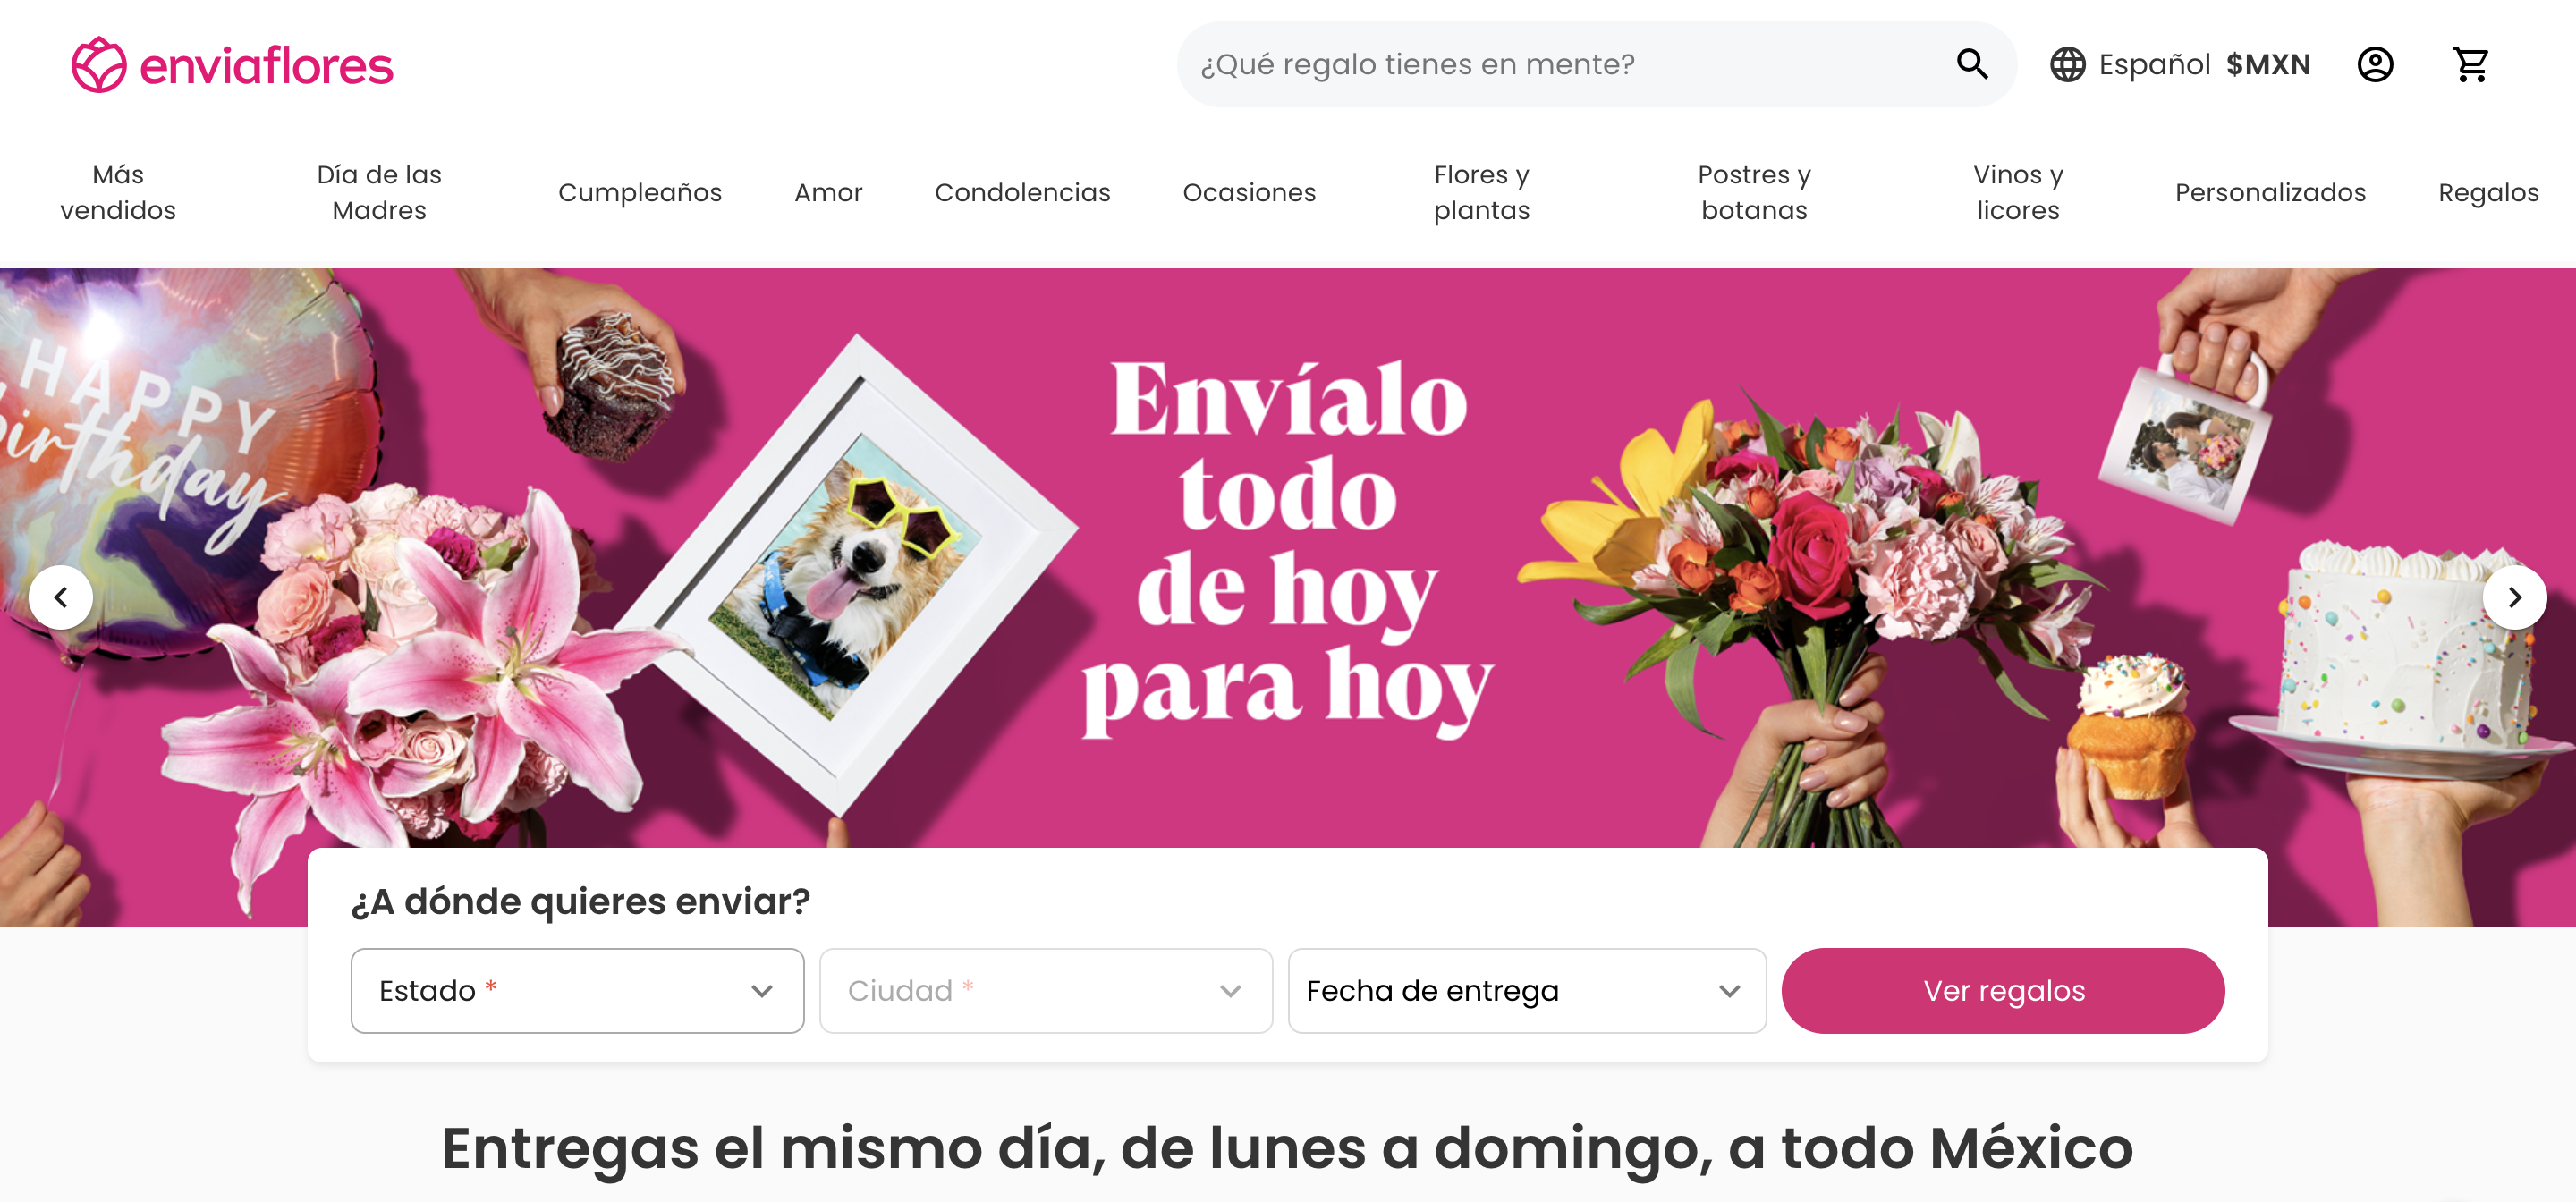 enviaflores
¿Qué regalo tienes en mente?
Español $MXN
Más
vendidos
Día de las
Madres
Cumpleaños
Amor
Condolencias
Ocasiones
Flores y
plantas
Postres y
botanas
Vinos y
licores
Personalizados
Regalos
HAPPY
birthday
Envíalo
todo
de hoy
para hoy
¿A dónde quieres enviar?
Estado *
Ciudad *
Fecha de entrega
Ver regalos
Entregas el mismo día, de lunes a domingo, a todo México